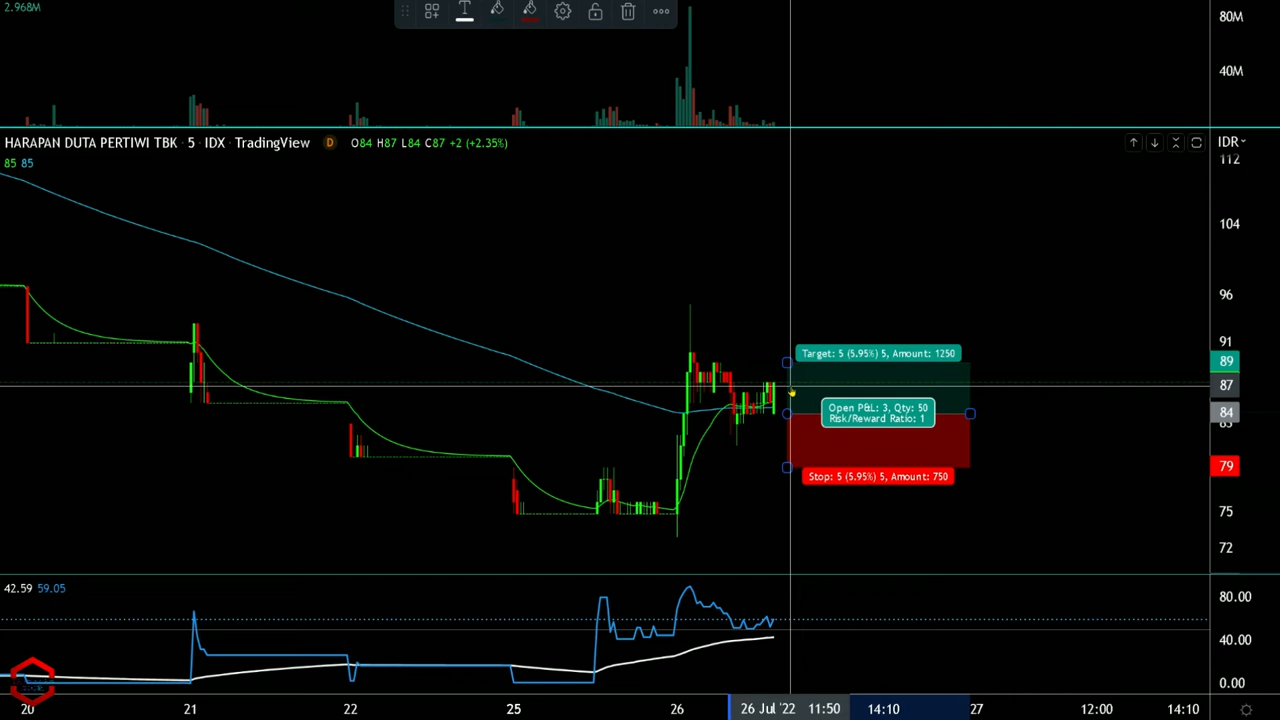 2.968M
80M
40M
HARAPAN DUTA PERTIWI TBK · 5 · IDX · TradingView D O84 H87 L84 C87 +2 (+2.35%)
IDR
85 85
112
104
96
91
89
87
84
83
79
75
72
Target: 5 (5.95%) 5, Amount: 1250
Open P&L: 3, Qty: 50
Risk/Reward Ratio: 1
Stop: 5 (5.95%) 5, Amount: 750
42.59 59.05
80.00
40.00
0.00
20 21 22 25 26 26 Jul '22 11:50 14:10 27 12:00 14:10